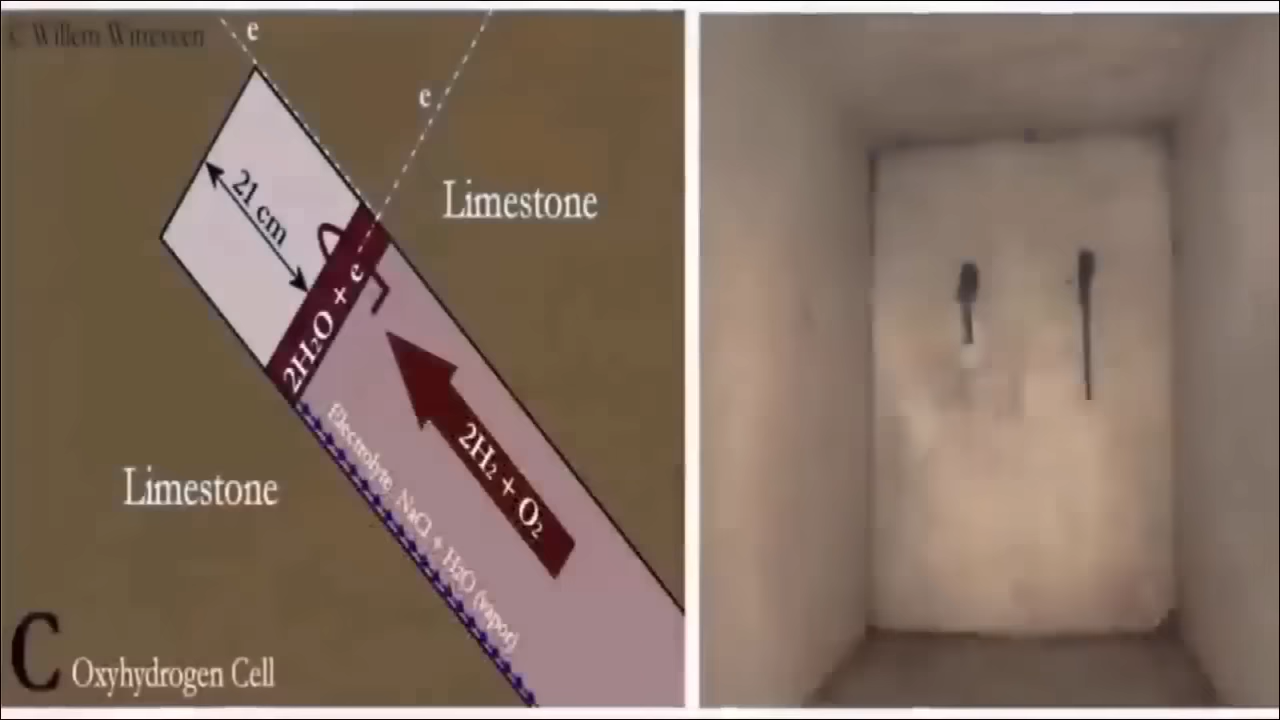 © Willem Witteveen
e
e
Limestone
21 cm
2H₂O + e
2H₂ + O₂
Electrolyte NaCl + H₂O (vapor)
Limestone
C Oxyhydrogen Cell